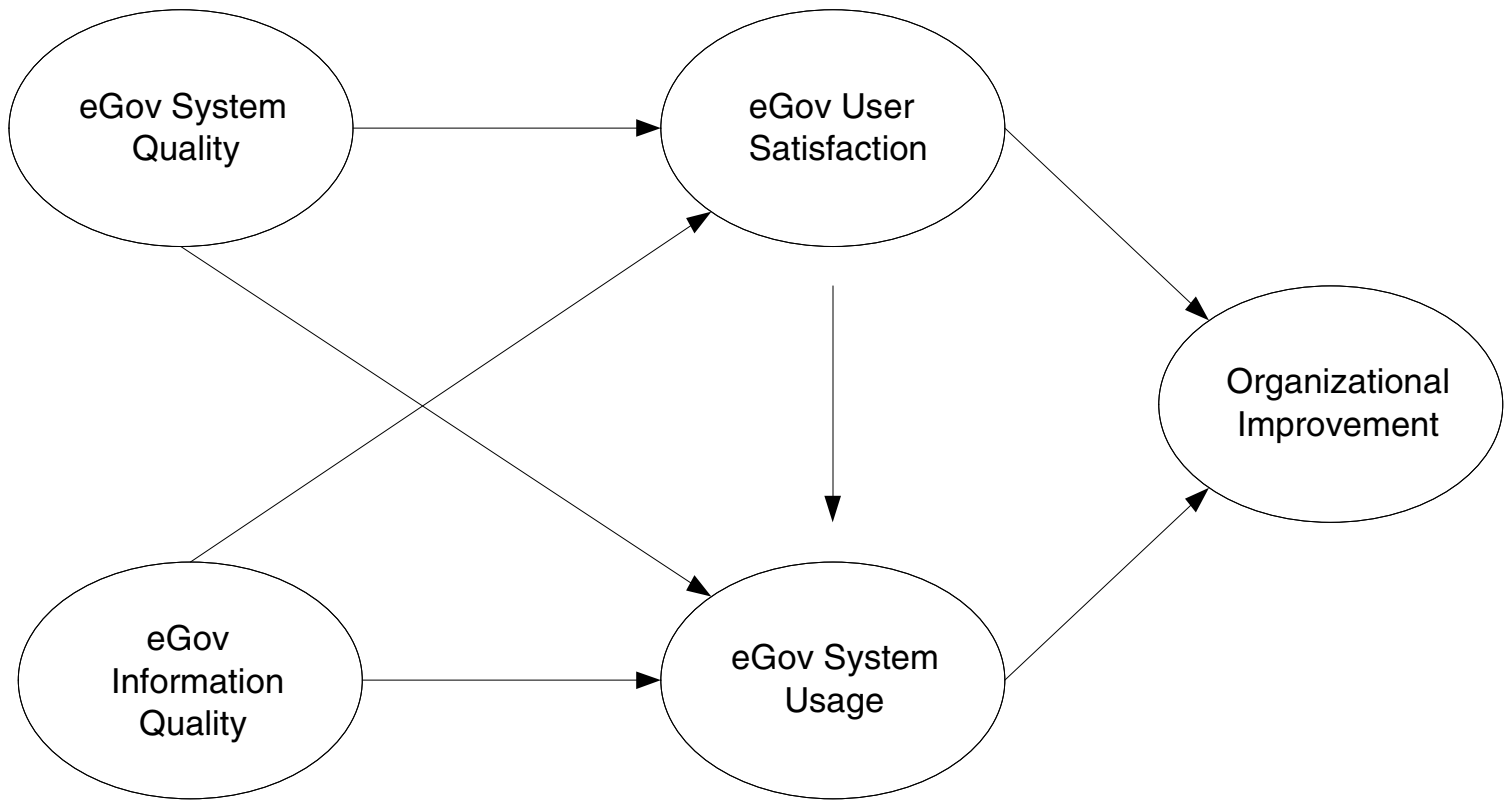 eGov System
Quality
eGov User
Satisfaction
Organizational
Improvement
eGov
Information
Quality
eGov System
Usage